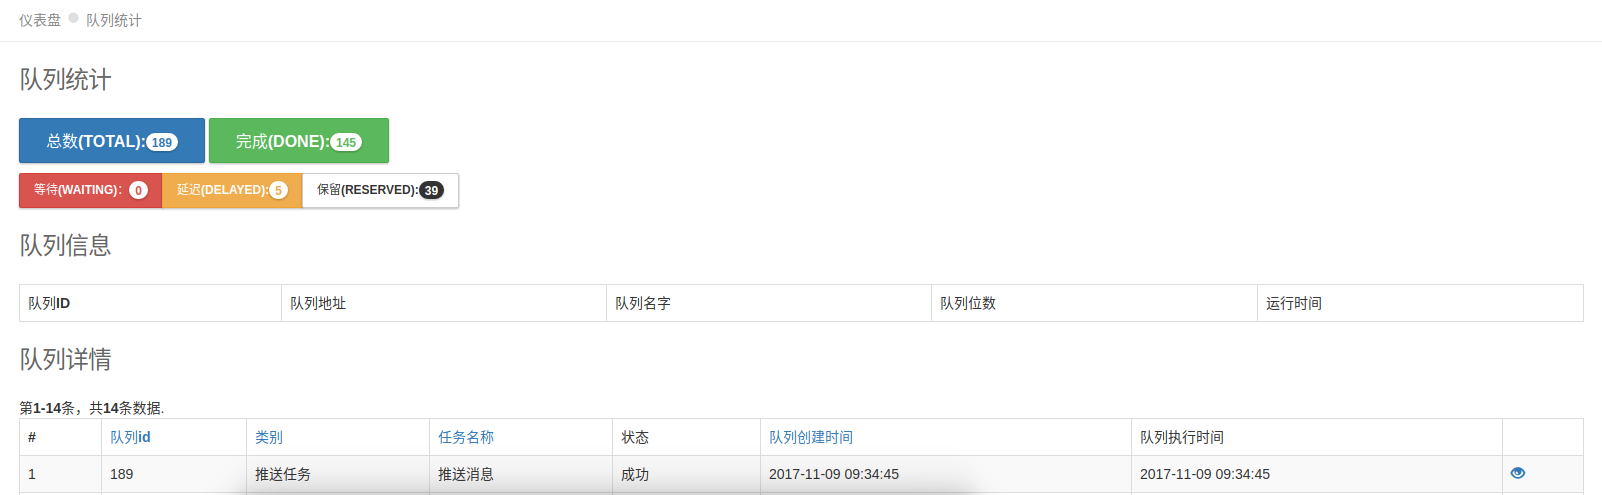 仪表盘 队列统计
队列统计
总数(TOTAL):189 完成(DONE):145
等待(WAITING)：0 延迟(DELAYED):5 保留(RESERVED):39
队列信息
队列ID 队列地址 队列名字 队列位数 运行时间
队列详情
第1-14条，共14条数据.
# 队列id 类别 任务名称 状态 队列创建时间 队列执行时间
1 189 推送任务 推送消息 成功 2017-11-09 09:34:45 2017-11-09 09:34:45